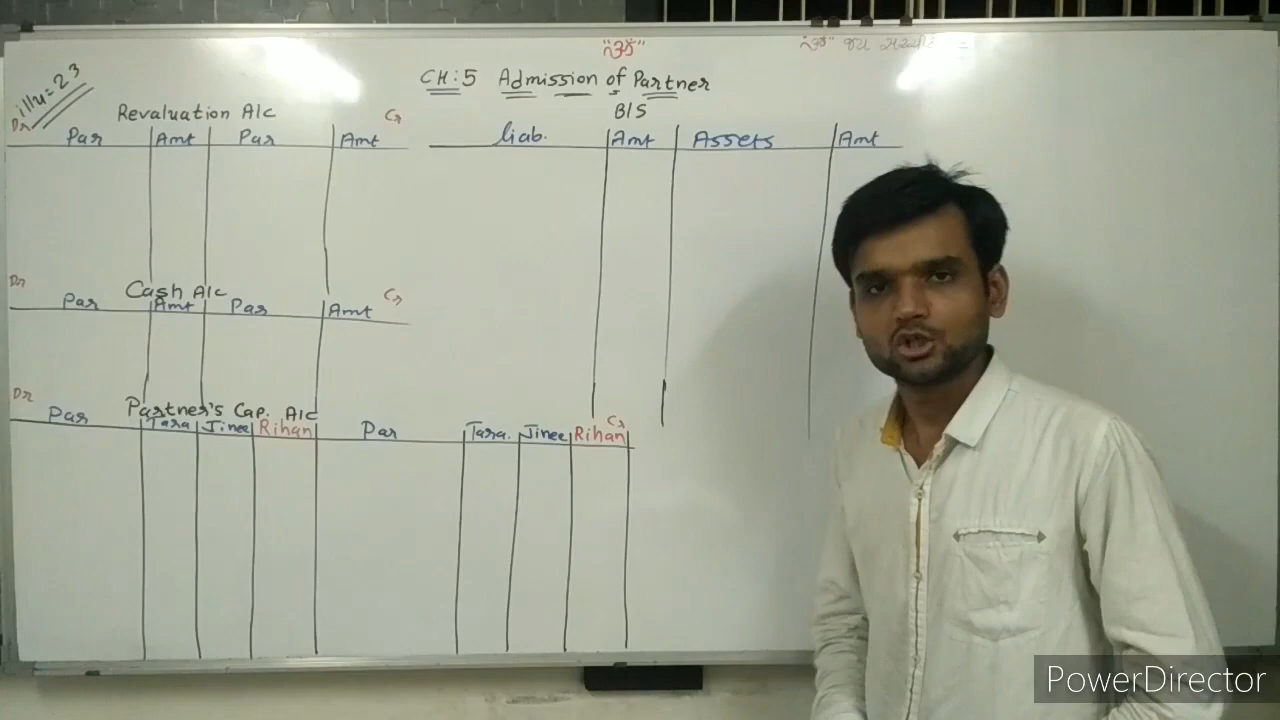 "ૐ"
"ૐ" જય
illu=23
CH:5 Admission of Partner
Dr Revaluation A/c Cr
Par Amt Par Amt
B/S
Liab. Amt Assets Amt
Dr Cash A/c Cr
Par Amt Par Amt
Dr Partner's Cap. A/c Cr
Par Tara Jinee Rihan Par Tara. Jinee Rihan
PowerDirector